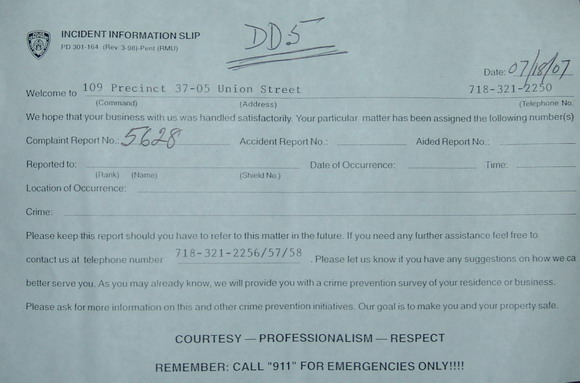 INCIDENT INFORMATION SLIP
PD 301-164 (Rev. 3-98)-Pent (RMU)
DD5
Date: 07/18/07
Welcome to 109 Precinct 37-05 Union Street 718-321-2250
(Command) (Address) (Telephone No.
We hope that your business with us was handled satisfactorily. Your particular matter has been assigned the following number(s)
Complaint Report No.: 5628 Accident Report No.: Aided Report No.:
Reported to: Date of Occurrence: Time:
(Rank) (Name) (Shield No.)
Location of Occurrence:
Crime:
Please keep this report should you have to refer to this matter in the future. If you need any further assistance feel free to
contact us at telephone number 718-321-2256/57/58 . Please let us know if you have any suggestions on how we ca
better serve you. As you may already know, we will provide you with a crime prevention survey of your residence or business.
Please ask for more information on this and other crime prevention initiatives. Our goal is to make you and your property safe.
COURTESY — PROFESSIONALISM — RESPECT
REMEMBER: CALL "911" FOR EMERGENCIES ONLY!!!!